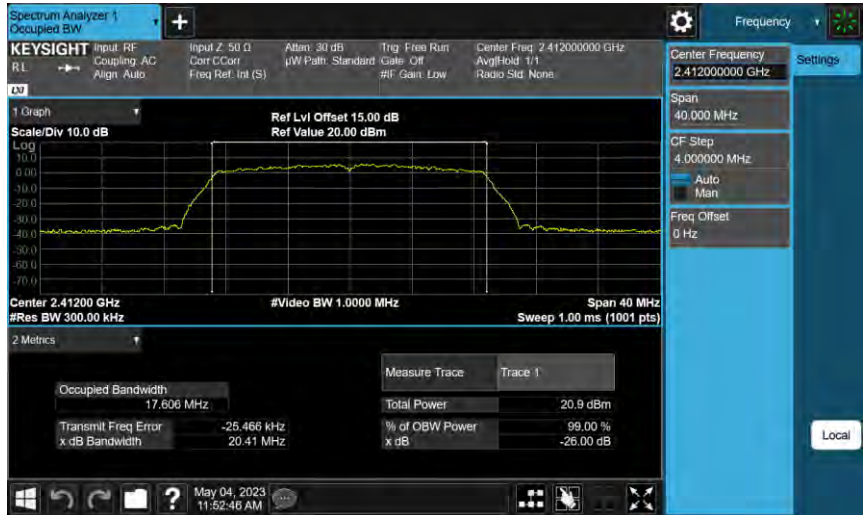 Spectrum Analyzer 1
Occupied BW
+
Frequency
KEYSIGHT
RL
LXI
Input: RF
Coupling: AC
Align: Auto
Input Z: 50 Ω
Corr CCorr
Freq Ref: Int (S)
Atten: 30 dB
µW Path: Standard
Trig: Free Run
Gate: Off
#IF Gain: Low
Center Freq: 2.412000000 GHz
Avg|Hold: 1/1
Radio Std: None
Center Frequency
2.412000000 GHz
Settings
Span
40.000 MHz
CF Step
4.000000 MHz
Auto
Man
Freq Offset
0 Hz
Local
1 Graph
Scale/Div 10.0 dB
Ref Lvl Offset 15.00 dB
Ref Value 20.00 dBm
Log
10.0
0.00
-10.0
-20.0
-30.0
-40.0
-50.0
-60.0
-70.0
Center 2.41200 GHz
#Res BW 300.00 kHz
#Video BW 1.0000 MHz
Span 40 MHz
Sweep 1.00 ms (1001 pts)
2 Metrics
Measure Trace
Trace 1
Occupied Bandwidth
17.606 MHz
Total Power
20.9 dBm
Transmit Freq Error
-25.466 kHz
% of OBW Power
99.00 %
x dB Bandwidth
20.41 MHz
x dB
-26.00 dB
?
May 04, 2023
11:52:46 AM